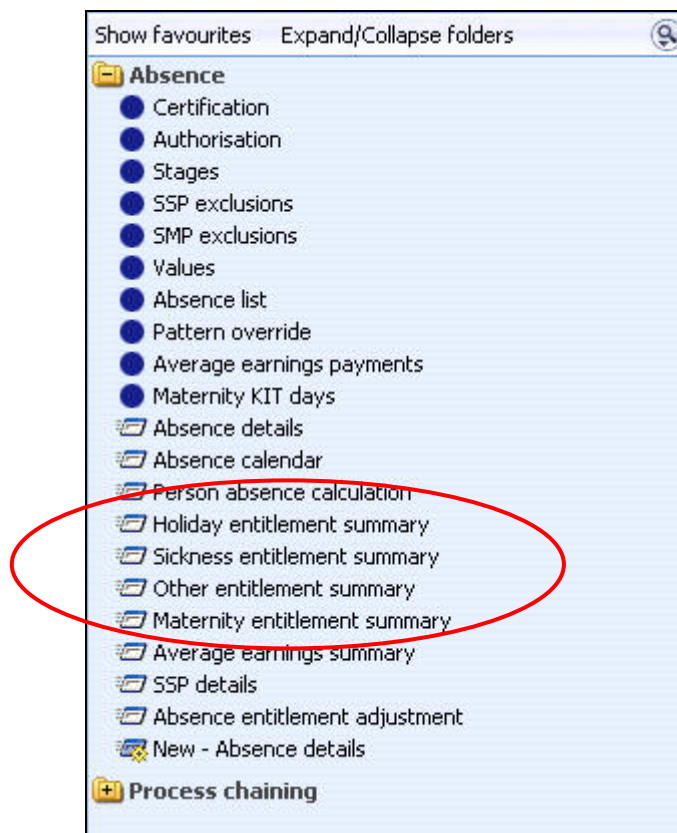 Show favourites Expand/Collapse folders
Absence
Certification
Authorisation
Stages
SSP exclusions
SMP exclusions
Values
Absence list
Pattern override
Average earnings payments
Maternity KIT days
Absence details
Absence calendar
Person absence calculation
Holiday entitlement summary
Sickness entitlement summary
Other entitlement summary
Maternity entitlement summary
Average earnings summary
SSP details
Absence entitlement adjustment
New - Absence details
Process chaining